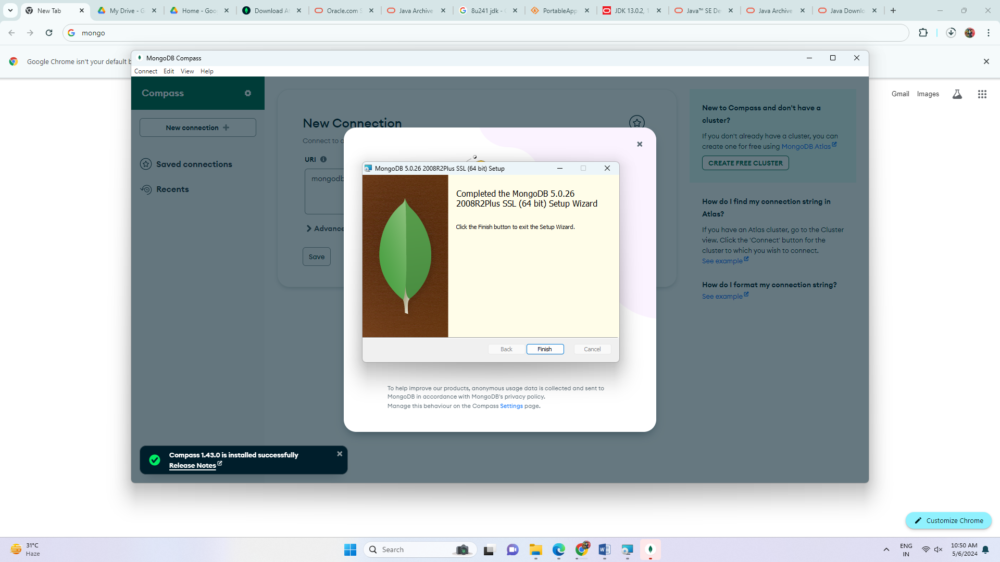 New Tab
My Drive - G
Home - Goo
Download At
Oracle.com S
Java Archive
8u241 jdk -
PortableApp
JDK 13.0.2, 1
Java™ SE De
Java Archive
Java Downlo
mongo
Google Chrome isn't your default b
Gmail Images
MongoDB Compass
Connect Edit View Help
Compass
New connection +
Saved connections
Recents
New Connection
Connect to a
URI
mongodb
Advance
Save
New to Compass and don't have a
cluster?
If you don't already have a cluster, you can
create one for free using MongoDB Atlas
CREATE FREE CLUSTER
How do I find my connection string in
Atlas?
If you have an Atlas cluster, go to the Cluster
view. Click the 'Connect' button for the
cluster to which you wish to connect.
See example
How do I format my connection string?
See example
MongoDB 5.0.26 2008R2Plus SSL (64 bit) Setup
Completed the MongoDB 5.0.26
2008R2Plus SSL (64 bit) Setup Wizard
Click the Finish button to exit the Setup Wizard.
Back Finish Cancel
To help improve our products, anonymous usage data is collected and sent to
MongoDB in accordance with MongoDB's privacy policy.
Manage this behaviour on the Compass Settings page.
Compass 1.43.0 is installed successfully
Release Notes
Customize Chrome
31°C
Haze
Search
ENG
IN
10:50 AM
5/6/2024